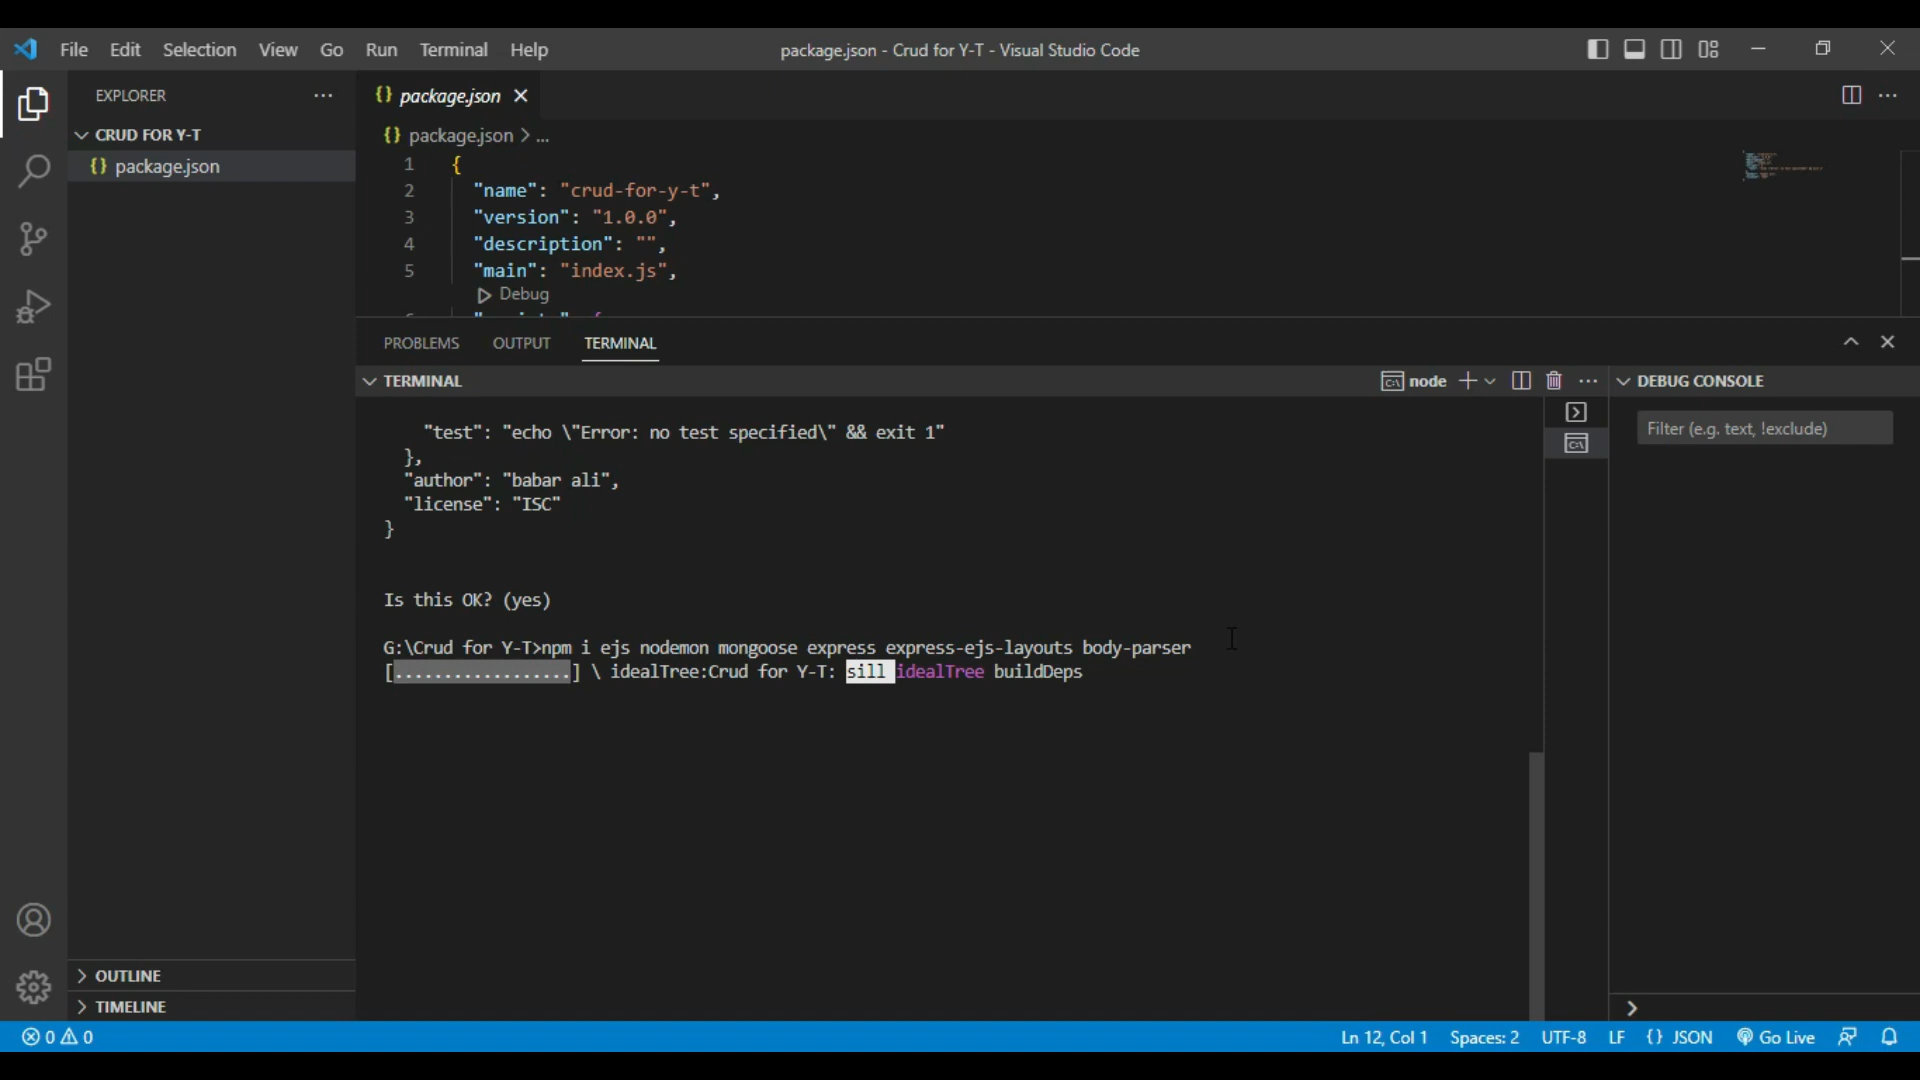 File Edit Selection View Go Run Terminal Help
package.json - Crud for Y-T - Visual Studio Code
EXPLORER
CRUD FOR Y-T
{} package.json
OUTLINE
TIMELINE
{} package.json
{} package.json > ...
1 {
2 "name": "crud-for-y-t",
3 "version": "1.0.0",
4 "description": "",
5 "main": "index.js",
Debug
PROBLEMS OUTPUT TERMINAL
TERMINAL
node
"test": "echo \"Error: no test specified\" && exit 1"
},
"author": "babar ali",
"license": "ISC"
}
Is this OK? (yes)
G:\Crud for Y-T>npm i ejs nodemon mongoose express express-ejs-layouts body-parser
[..................] \ idealTree:Crud for Y-T: sill idealTree buildDeps
DEBUG CONSOLE
Filter (e.g. text, !exclude)
0 0
Ln 12, Col 1 Spaces: 2 UTF-8 LF {} JSON Go Live